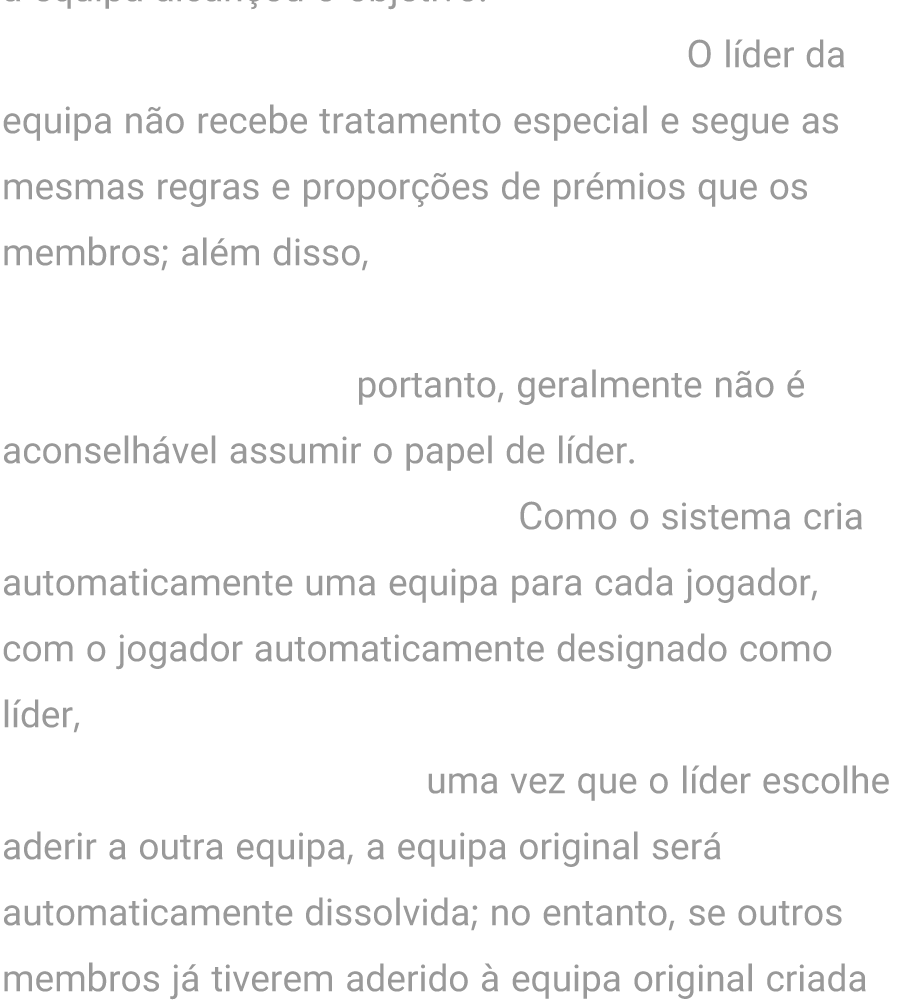 O líder da
equipa não recebe tratamento especial e segue as
mesmas regras e proporções de prémios que os
membros; além disso,
portanto, geralmente não é
aconselhável assumir o papel de líder.
Como o sistema cria
automaticamente uma equipa para cada jogador,
com o jogador automaticamente designado como
líder,
uma vez que o líder escolhe
aderir a outra equipa, a equipa original será
automaticamente dissolvida; no entanto, se outros
membros já tiverem aderido à equipa original criada